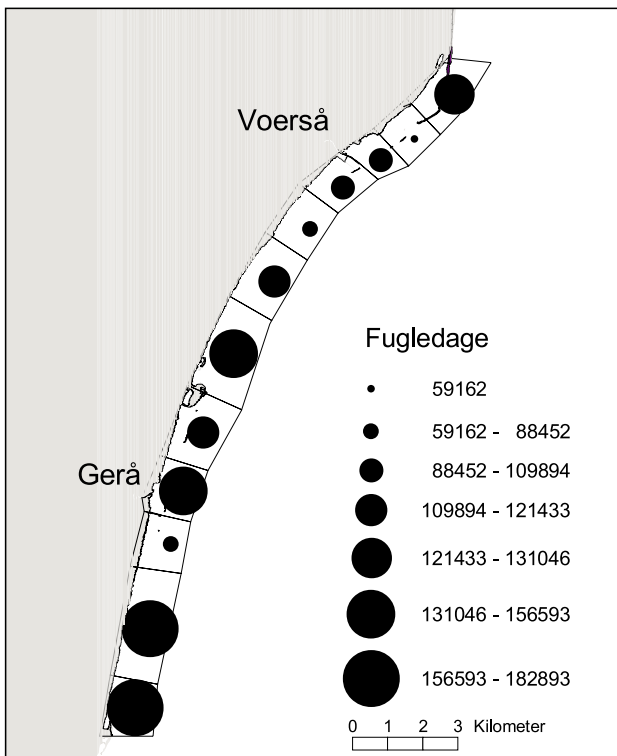 Voerså
Fugledage
59162
59162 - 88452
88452 - 109894
Gerå
109894 - 121433
121433 - 131046
131046 - 156593
156593 - 182893
0 1 2 3 Kilometer